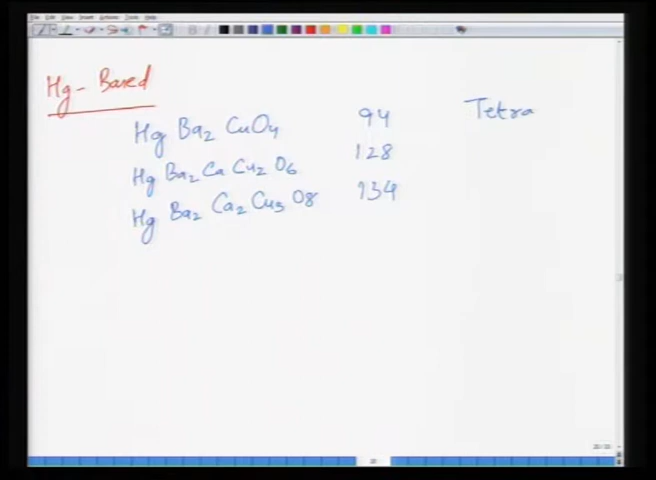 Hg - Based
Hg Ba2 CuO4 94 Tetra
Hg Ba2 Ca Cu2 O6 128
Hg Ba2 Ca2 Cu3 O8 134